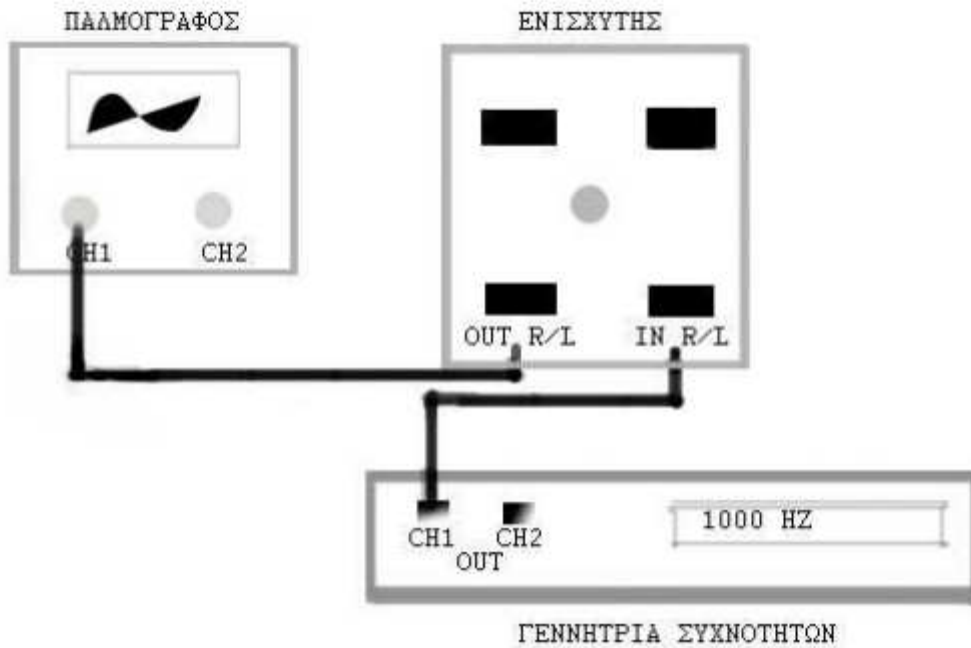 ΠΑΛΜΟΓΡΑΦΟΣ
ΕΝΙΣΧΥΤΗΣ
CH1 CH2
OUT R/L IN R/L
1000 HZ
CH1 CH2
OUT
ΓΕΝΝΗΤΡΙΑ ΣΥΧΝΟΤΗΤΩΝ